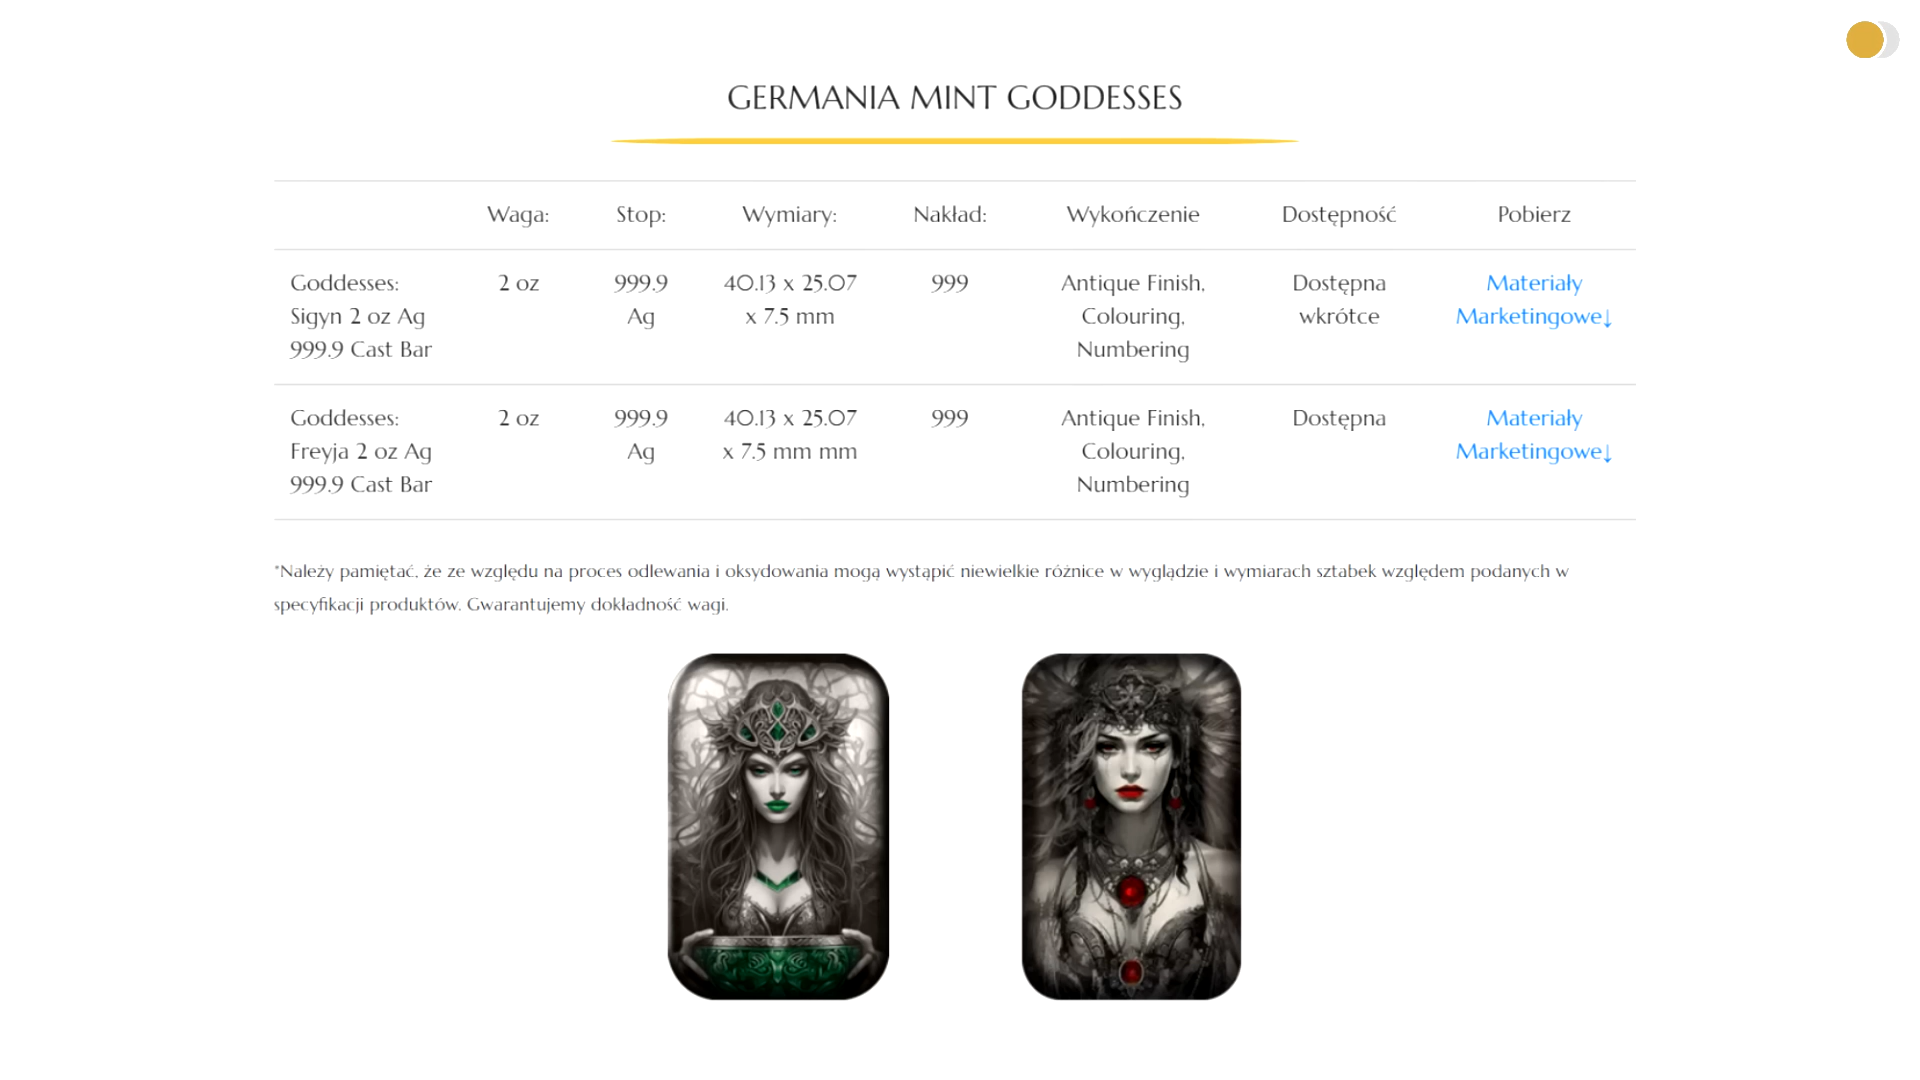 GERMANIA MINT GODDESSES
Waga: Stop: Wymiary: Nakład: Wykończenie Dostępność Pobierz
Goddesses: 2 oz 999.9 40.13 x 25.07 999 Antique Finish, Dostępna Materiały
Sigyn 2 oz Ag Ag x 7.5 mm Colouring, wkrótce Marketingowe↓
999.9 Cast Bar Numbering
Goddesses: 2 oz 999.9 40.13 x 25.07 999 Antique Finish, Dostępna Materiały
Freyja 2 oz Ag Ag x 7.5 mm mm Colouring, Marketingowe↓
999.9 Cast Bar Numbering
*Należy pamiętać, że ze względu na proces odlewania i oksydowania mogą wystąpić niewielkie różnice w wyglądzie i wymiarach sztabek względem podanych w
specyfikacji produktów. Gwarantujemy dokładność wagi.